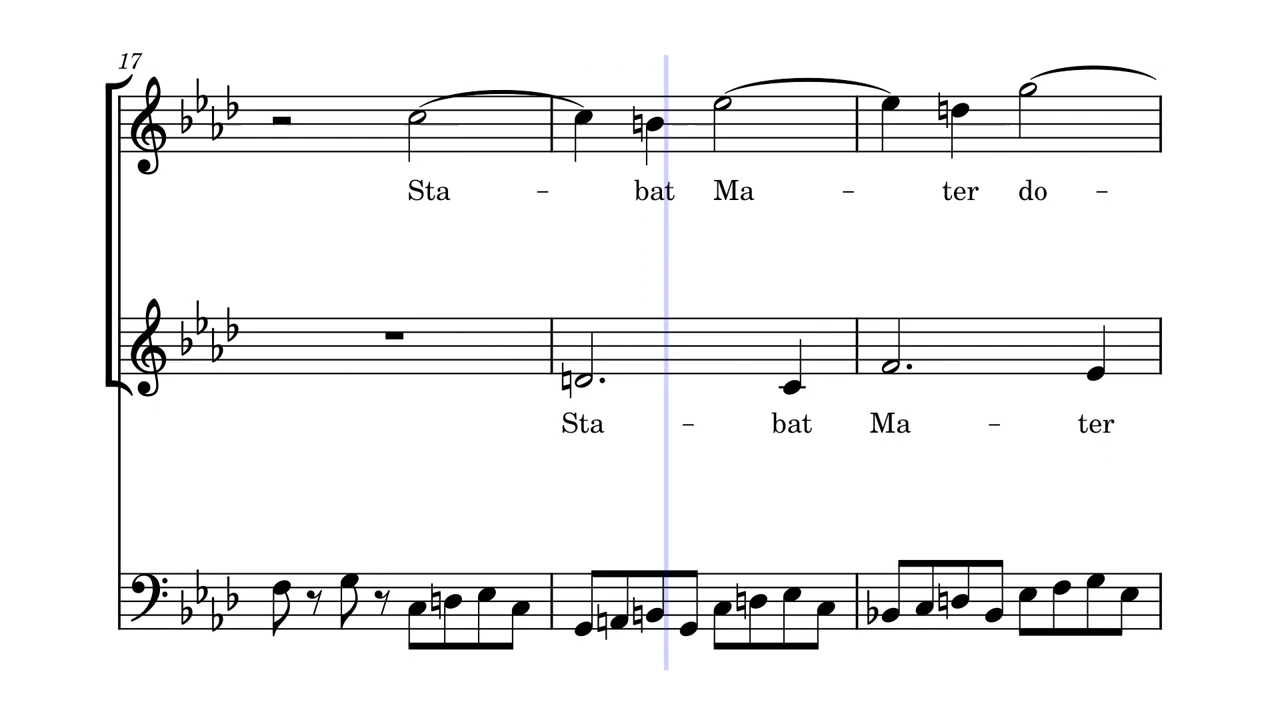 17
Sta - bat Ma - ter do -
Sta - bat Ma - ter